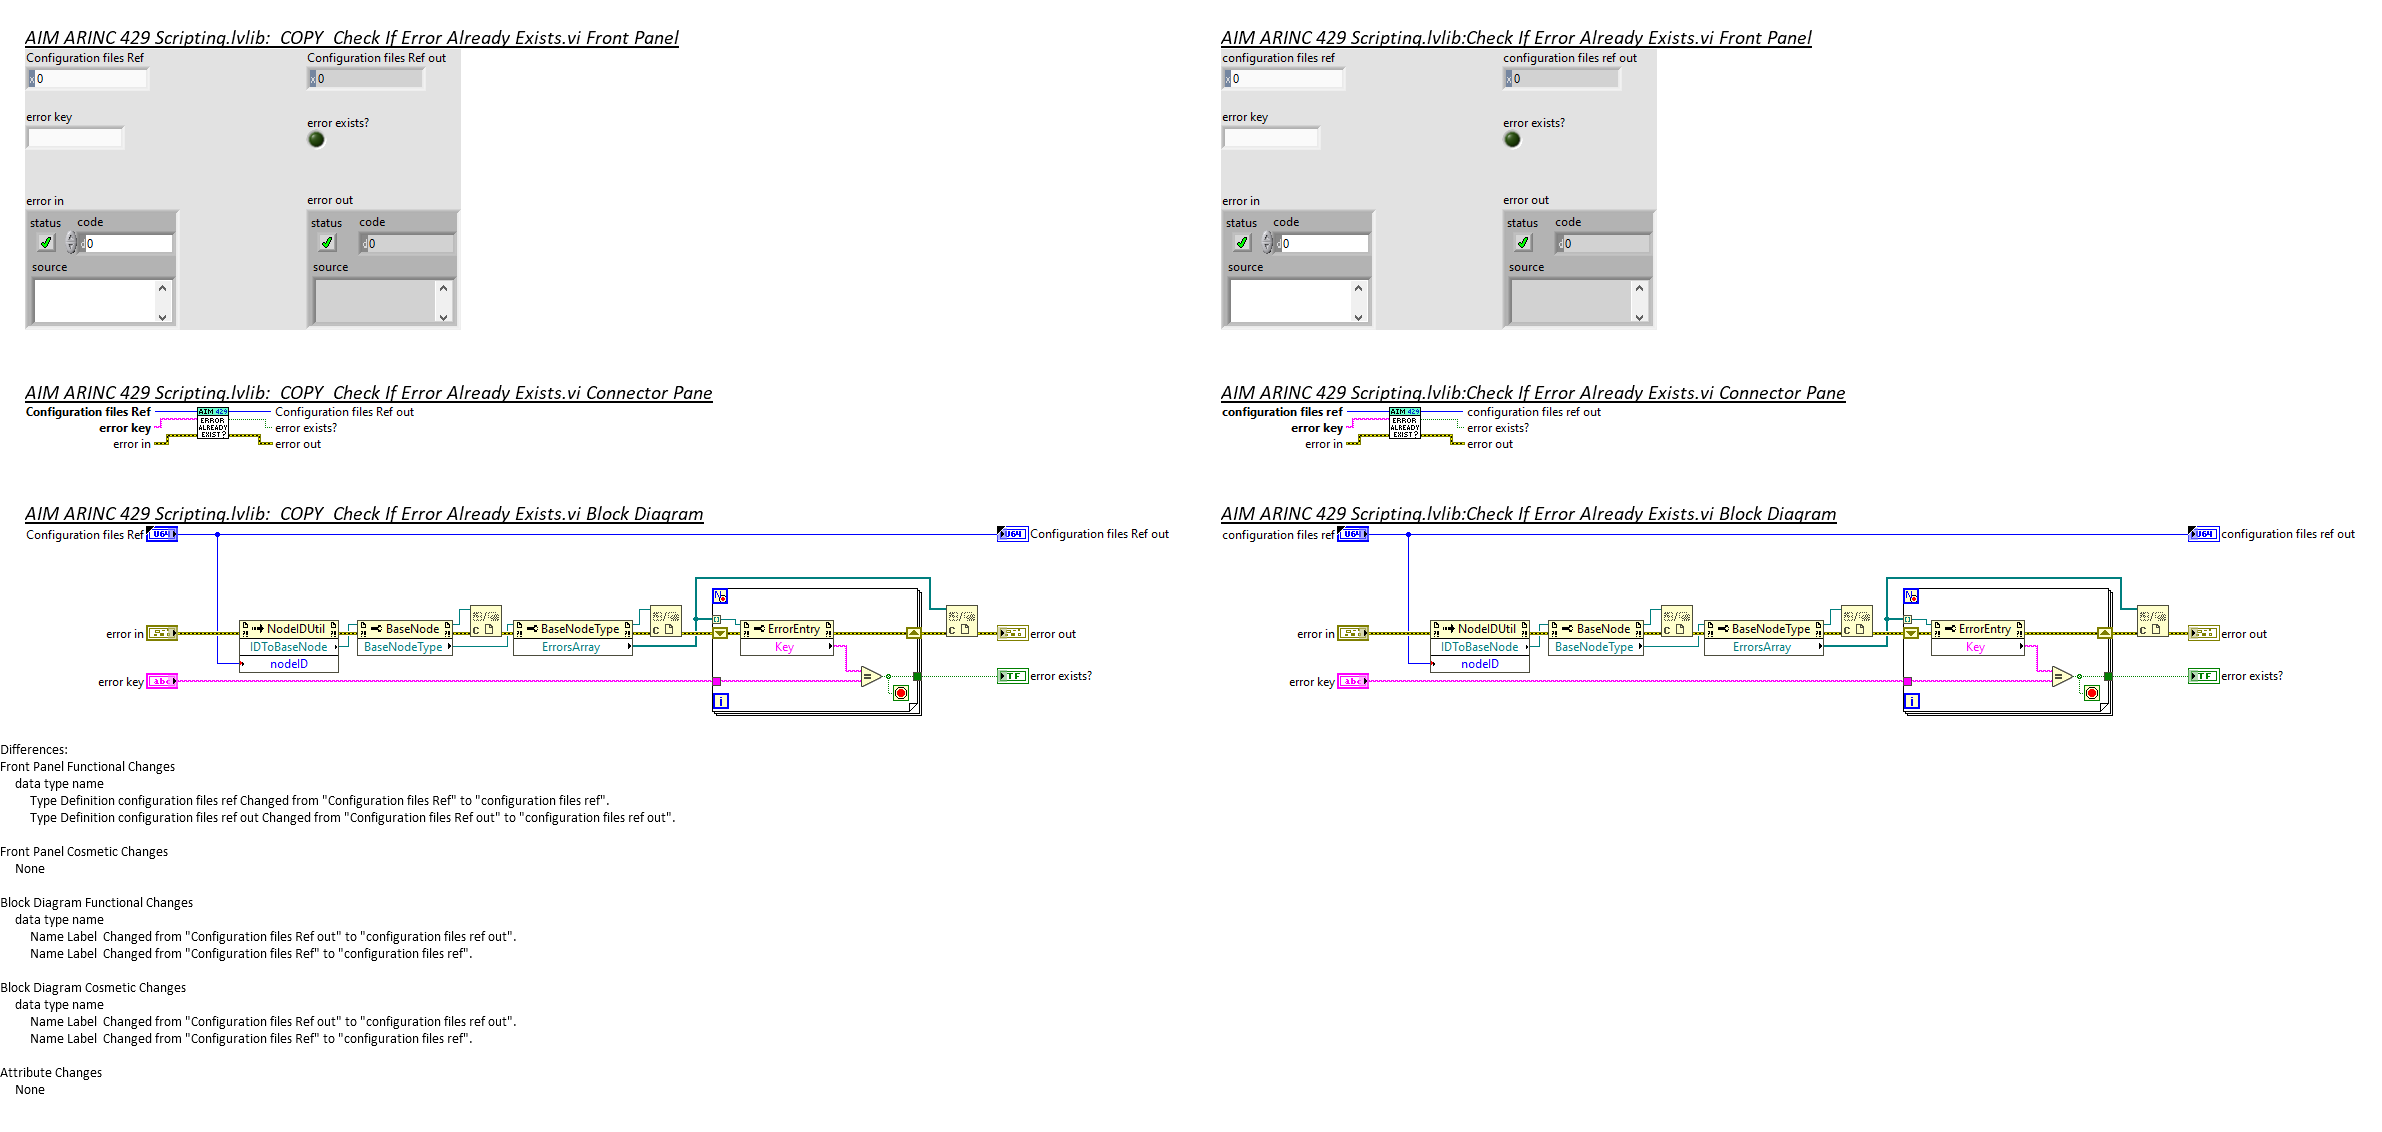 AIM ARINC 429 Scripting.lvlib:  COPY  Check If Error Already Exists.vi Front Panel
Configuration files Ref
Configuration files Ref out
x 0
x 0
error key
error exists?
error in
error out
status code
status code
d 0
d 0
source
source
AIM ARINC 429 Scripting.lvlib:Check If Error Already Exists.vi Front Panel
configuration files ref
configuration files ref out
x 0
x 0
error key
error exists?
error in
error out
status code
status code
d 0
d 0
source
source
AIM ARINC 429 Scripting.lvlib:  COPY  Check If Error Already Exists.vi Connector Pane
Configuration files Ref
Configuration files Ref out
error key
error exists?
error in
error out
AIM 429
ERROR
ALREADY
EXIST?
AIM ARINC 429 Scripting.lvlib:Check If Error Already Exists.vi Connector Pane
configuration files ref
configuration files ref out
error key
error exists?
error in
error out
AIM 429
ERROR
ALREADY
EXIST?
AIM ARINC 429 Scripting.lvlib:  COPY  Check If Error Already Exists.vi Block Diagram
Configuration files Ref
U64
U64
Configuration files Ref out
error in
NodeIDUtil
IDToBaseNode
nodeID
BaseNode
BaseNodeType
C
BaseNodeType
ErrorsArray
C
N
ErrorEntry
Key
C
error out
error key
abc
=
TF
error exists?
i
AIM ARINC 429 Scripting.lvlib:Check If Error Already Exists.vi Block Diagram
configuration files ref
U64
U64
configuration files ref out
error in
NodeIDUtil
IDToBaseNode
nodeID
BaseNode
BaseNodeType
C
BaseNodeType
ErrorsArray
C
N
ErrorEntry
Key
C
error out
error key
abc
=
TF
error exists?
i
Differences:
Front Panel Functional Changes
data type name
Type Definition configuration files ref Changed from "Configuration files Ref" to "configuration files ref".
Type Definition configuration files ref out Changed from "Configuration files Ref out" to "configuration files ref out".
Front Panel Cosmetic Changes
None
Block Diagram Functional Changes
data type name
Name Label  Changed from "Configuration files Ref out" to "configuration files ref out".
Name Label  Changed from "Configuration files Ref" to "configuration files ref".
Block Diagram Cosmetic Changes
data type name
Name Label  Changed from "Configuration files Ref out" to "configuration files ref out".
Name Label  Changed from "Configuration files Ref" to "configuration files ref".
Attribute Changes
None